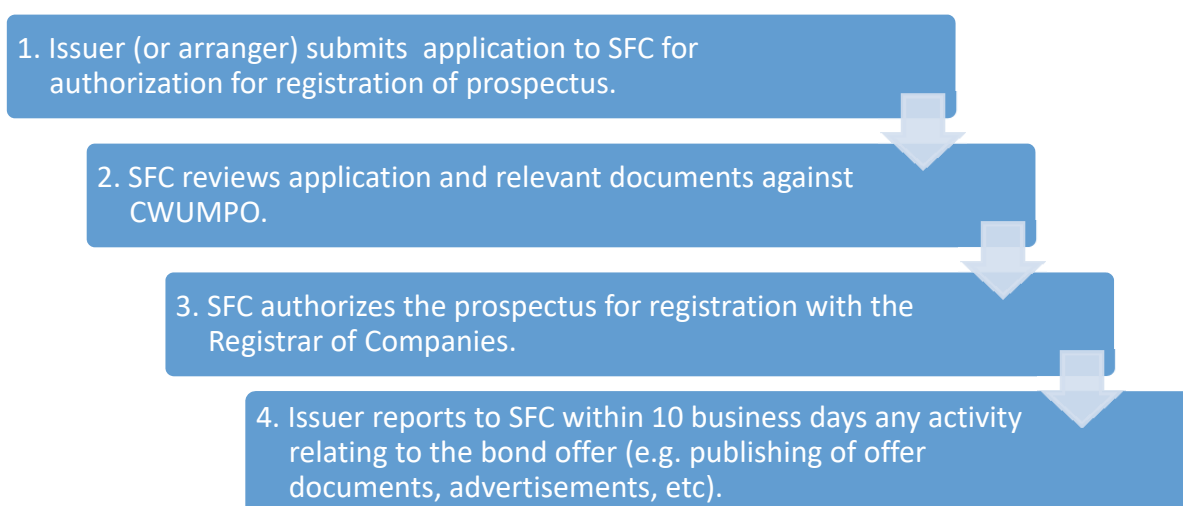 1. Issuer (or arranger) submits application to SFC for
authorization for registration of prospectus.
2. SFC reviews application and relevant documents against
CWUMPO.
3. SFC authorizes the prospectus for registration with the
Registrar of Companies.
4. Issuer reports to SFC within 10 business days any activity
relating to the bond offer (e.g. publishing of offer
documents, advertisements, etc).